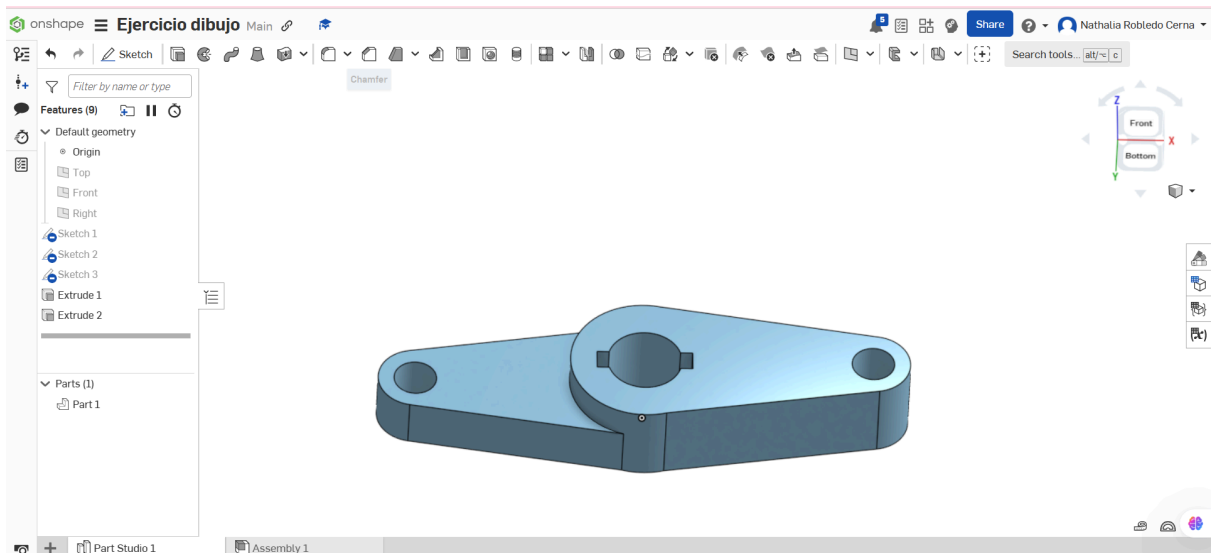 onshape Ejercicio dibujo Main 5 Share Nathalia Robledo Cerna
Sketch Search tools... alt/⌥ c
Chamfer
Filter by name or type
Features (9)
Default geometry
Origin
Top
Front
Right
Sketch 1
Sketch 2
Sketch 3
Extrude 1
Extrude 2
Parts (1)
Part 1
Z
Front
X
Bottom
Y
(x)
Part Studio 1 Assembly 1